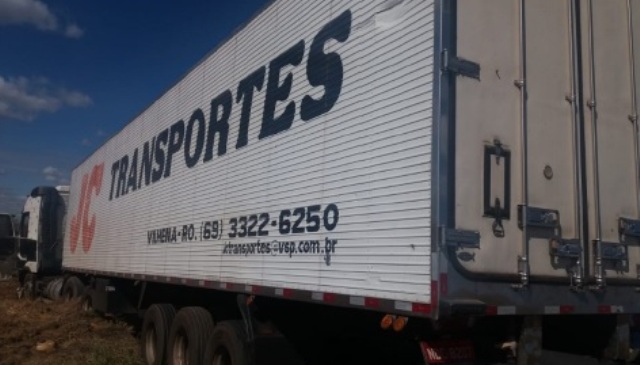 JC TRANSPORTES
VILHENA-RO. (69) 3322-6250
jctransportes@vsp.com.br